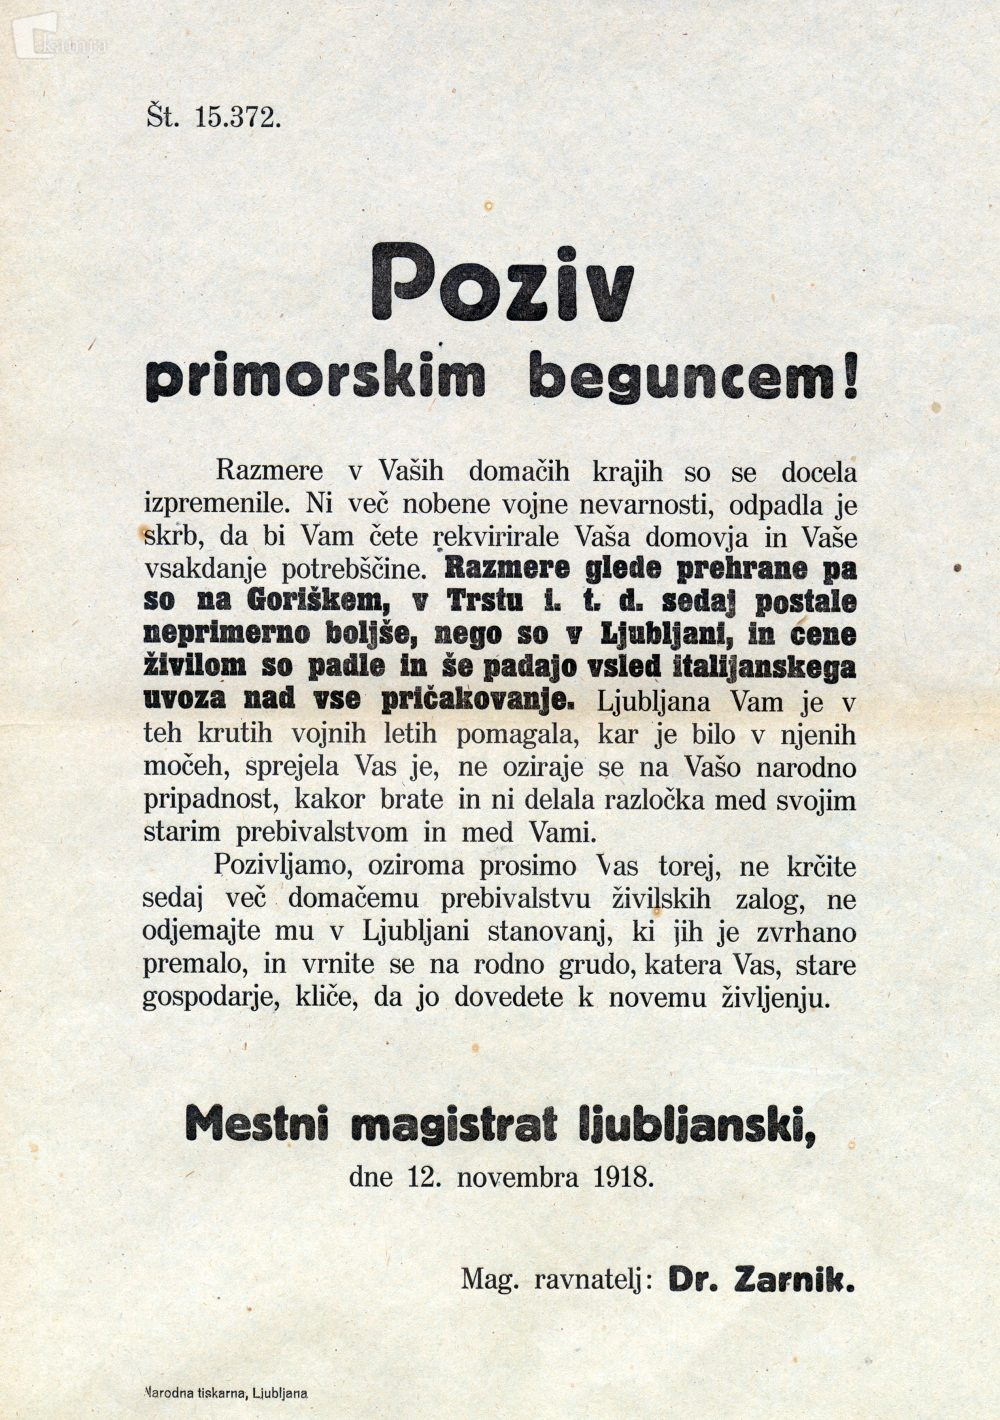 kamra
Št. 15.372.
Poziv
primorskim beguncem!
Razmere v Vaših domačih krajih so se docela
izpremenile. Ni več nobene vojne nevarnosti, odpadla je
skrb, da bi Vam čete rekvirirale Vaša domovja in Vaše
vsakdanje potrebščine. Razmere glede prehrane pa
so na Goriškem, v Trstu i. t. d. sedaj postale
neprimerno boljše, nego so v Ljubljani, in cene
živilom so padle in še padajo vsled italijanskega
uvoza nad vse pričakovanje. Ljubljana Vam je v
teh krutih vojnih letih pomagala, kar je bilo v njenih
močeh, sprejela Vas je, ne oziraje se na Vašo narodno
pripadnost, kakor brate in ni delala razločka med svojim
starim prebivalstvom in med Vami.
Pozivljamo, oziroma prosimo Vas torej, ne krčite
sedaj več domačemu prebivalstvu živilskih zalog, ne
odjemajte mu v Ljubljani stanovanj, ki jih je zvrhano
premalo, in vrnite se na rodno grudo, katera Vas, stare
gospodarje, kliče, da jo dovedete k novemu življenju.
Mestni magistrat ljubljanski,
dne 12. novembra 1918.
Mag. ravnatelj: Dr. Zarnik.
Narodna tiskarna, Ljubljana